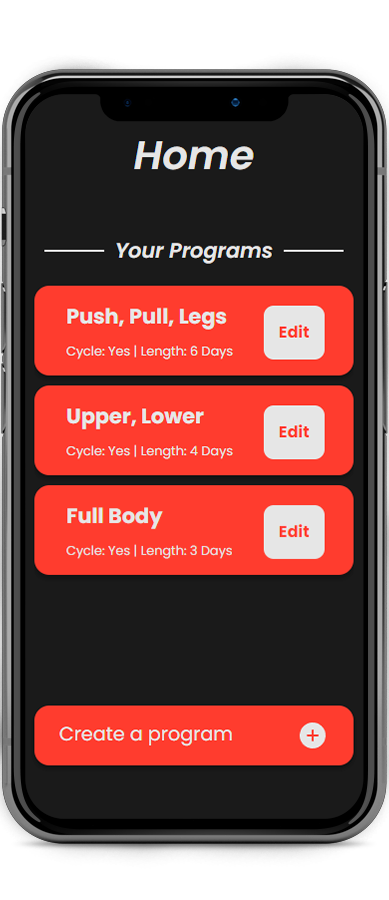 Home
Your Programs
Push, Pull, Legs
Cycle: Yes | Length: 6 Days
Edit
Upper, Lower
Cycle: Yes | Length: 4 Days
Edit
Full Body
Cycle: Yes | Length: 3 Days
Edit
Create a program